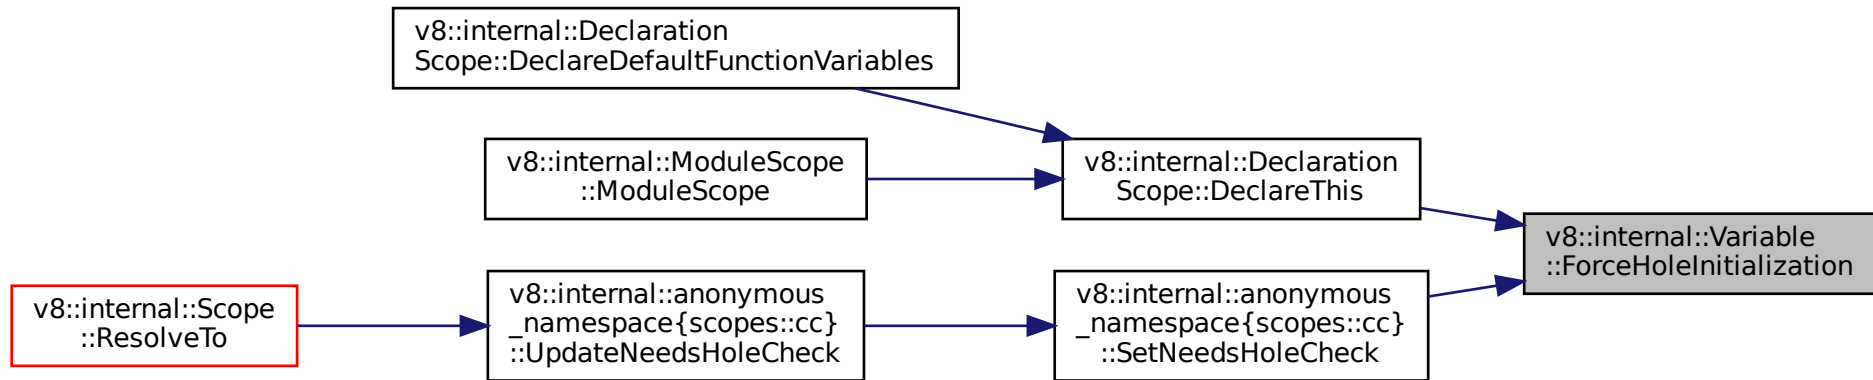 v8::internal::Declaration
Scope::DeclareDefaultFunctionVariables
v8::internal::ModuleScope
::ModuleScope
v8::internal::Declaration
Scope::DeclareThis
v8::internal::Variable
::ForceHoleInitialization
v8::internal::Scope
::ResolveTo
v8::internal::anonymous
_namespace{scopes::cc}
::UpdateNeedsHoleCheck
v8::internal::anonymous
_namespace{scopes::cc}
::SetNeedsHoleCheck